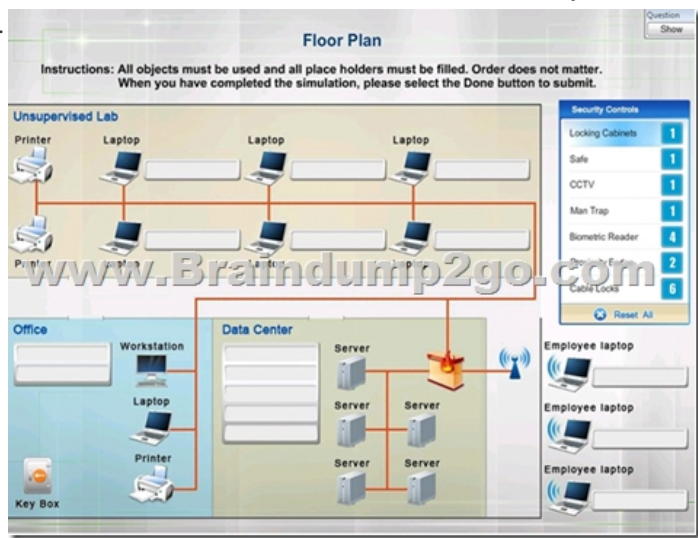 Question
Show
Floor Plan
Instructions: All objects must be used and all place holders must be filled. Order does not matter.
When you have completed the simulation, please select the Done button to submit.
Unsupervised Lab
Printer
Laptop
Laptop
Laptop
Security Controls
Locking Cabinets 1
Safe 1
CCTV 1
Man Trap 1
Biometric Reader 4
2
Cable Locks 6
Reset All
Printer
Laptop
Laptop
Laptop
www.Braindump2go.com
Office
Workstation
Laptop
Printer
Key Box
Data Center
Server
Server
Server
Server
Server
Employee laptop
Employee laptop
Employee laptop